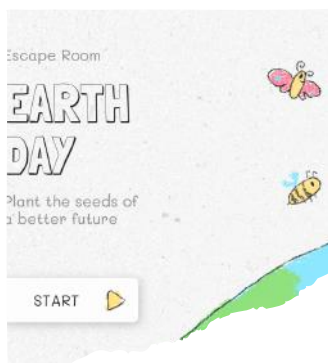 Escape Room
EARTH
DAY
Plant the seeds of
a better future
START